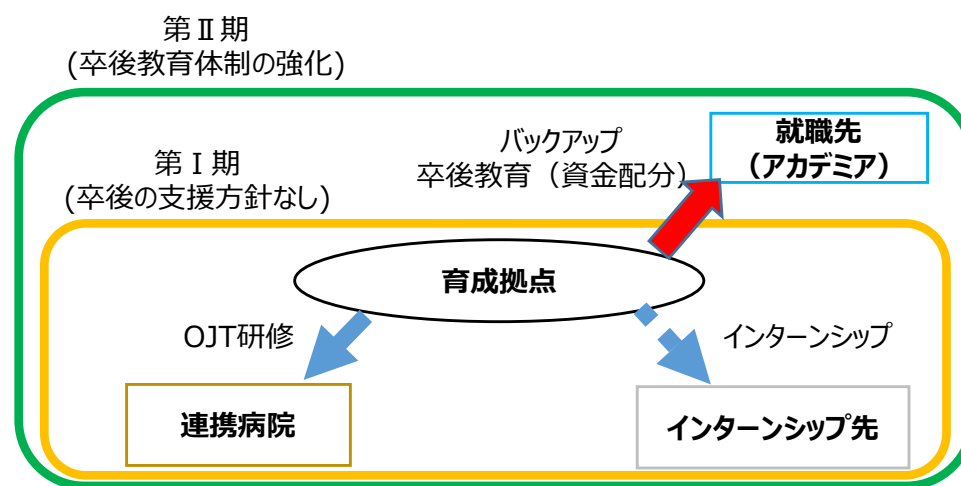 第Ⅱ期
(卒後教育体制の強化)
就職先
(アカデミア)
バックアップ
卒後教育（資金配分）
第Ⅰ期
(卒後の支援方針なし)
育成拠点
OJT研修
インターンシップ
連携病院
インターンシップ先